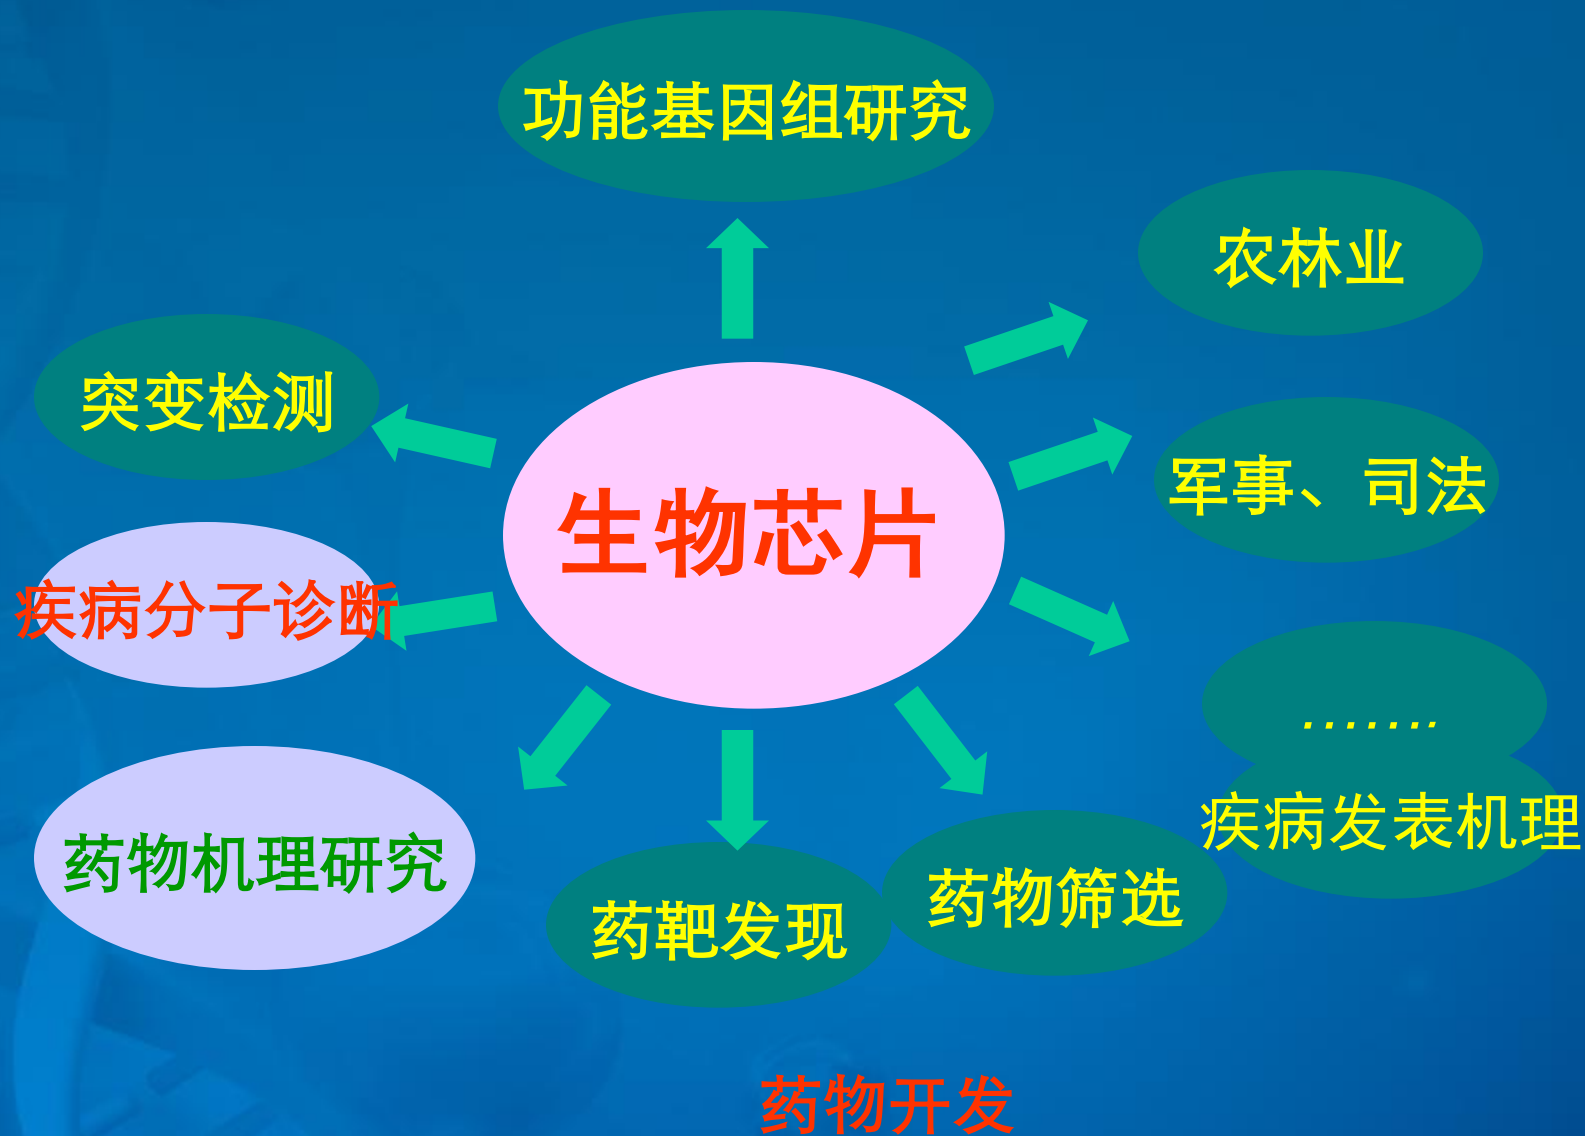 功能基因组研究
农林业
突变检测
军事、司法
生物芯片
疾病分子诊断
…….
疾病发表机理
药物机理研究
药物筛选
药靶发现
药物开发